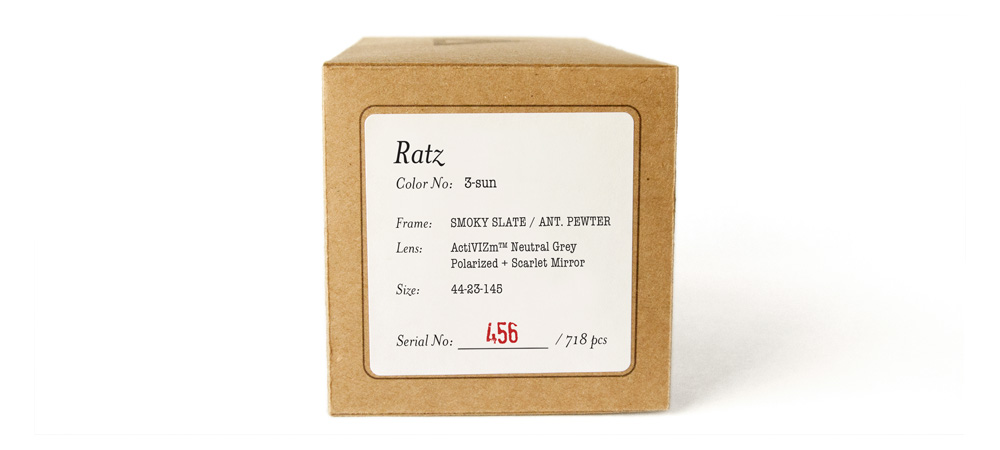 Ratz
Color No: 3-sun
Frame: SMOKY SLATE / ANT. PEWTER
Lens: ActiVIZm™ Neutral Grey
Polarized + Scarlet Mirror
Size: 44-23-145
Serial No: 456 / 718 pcs